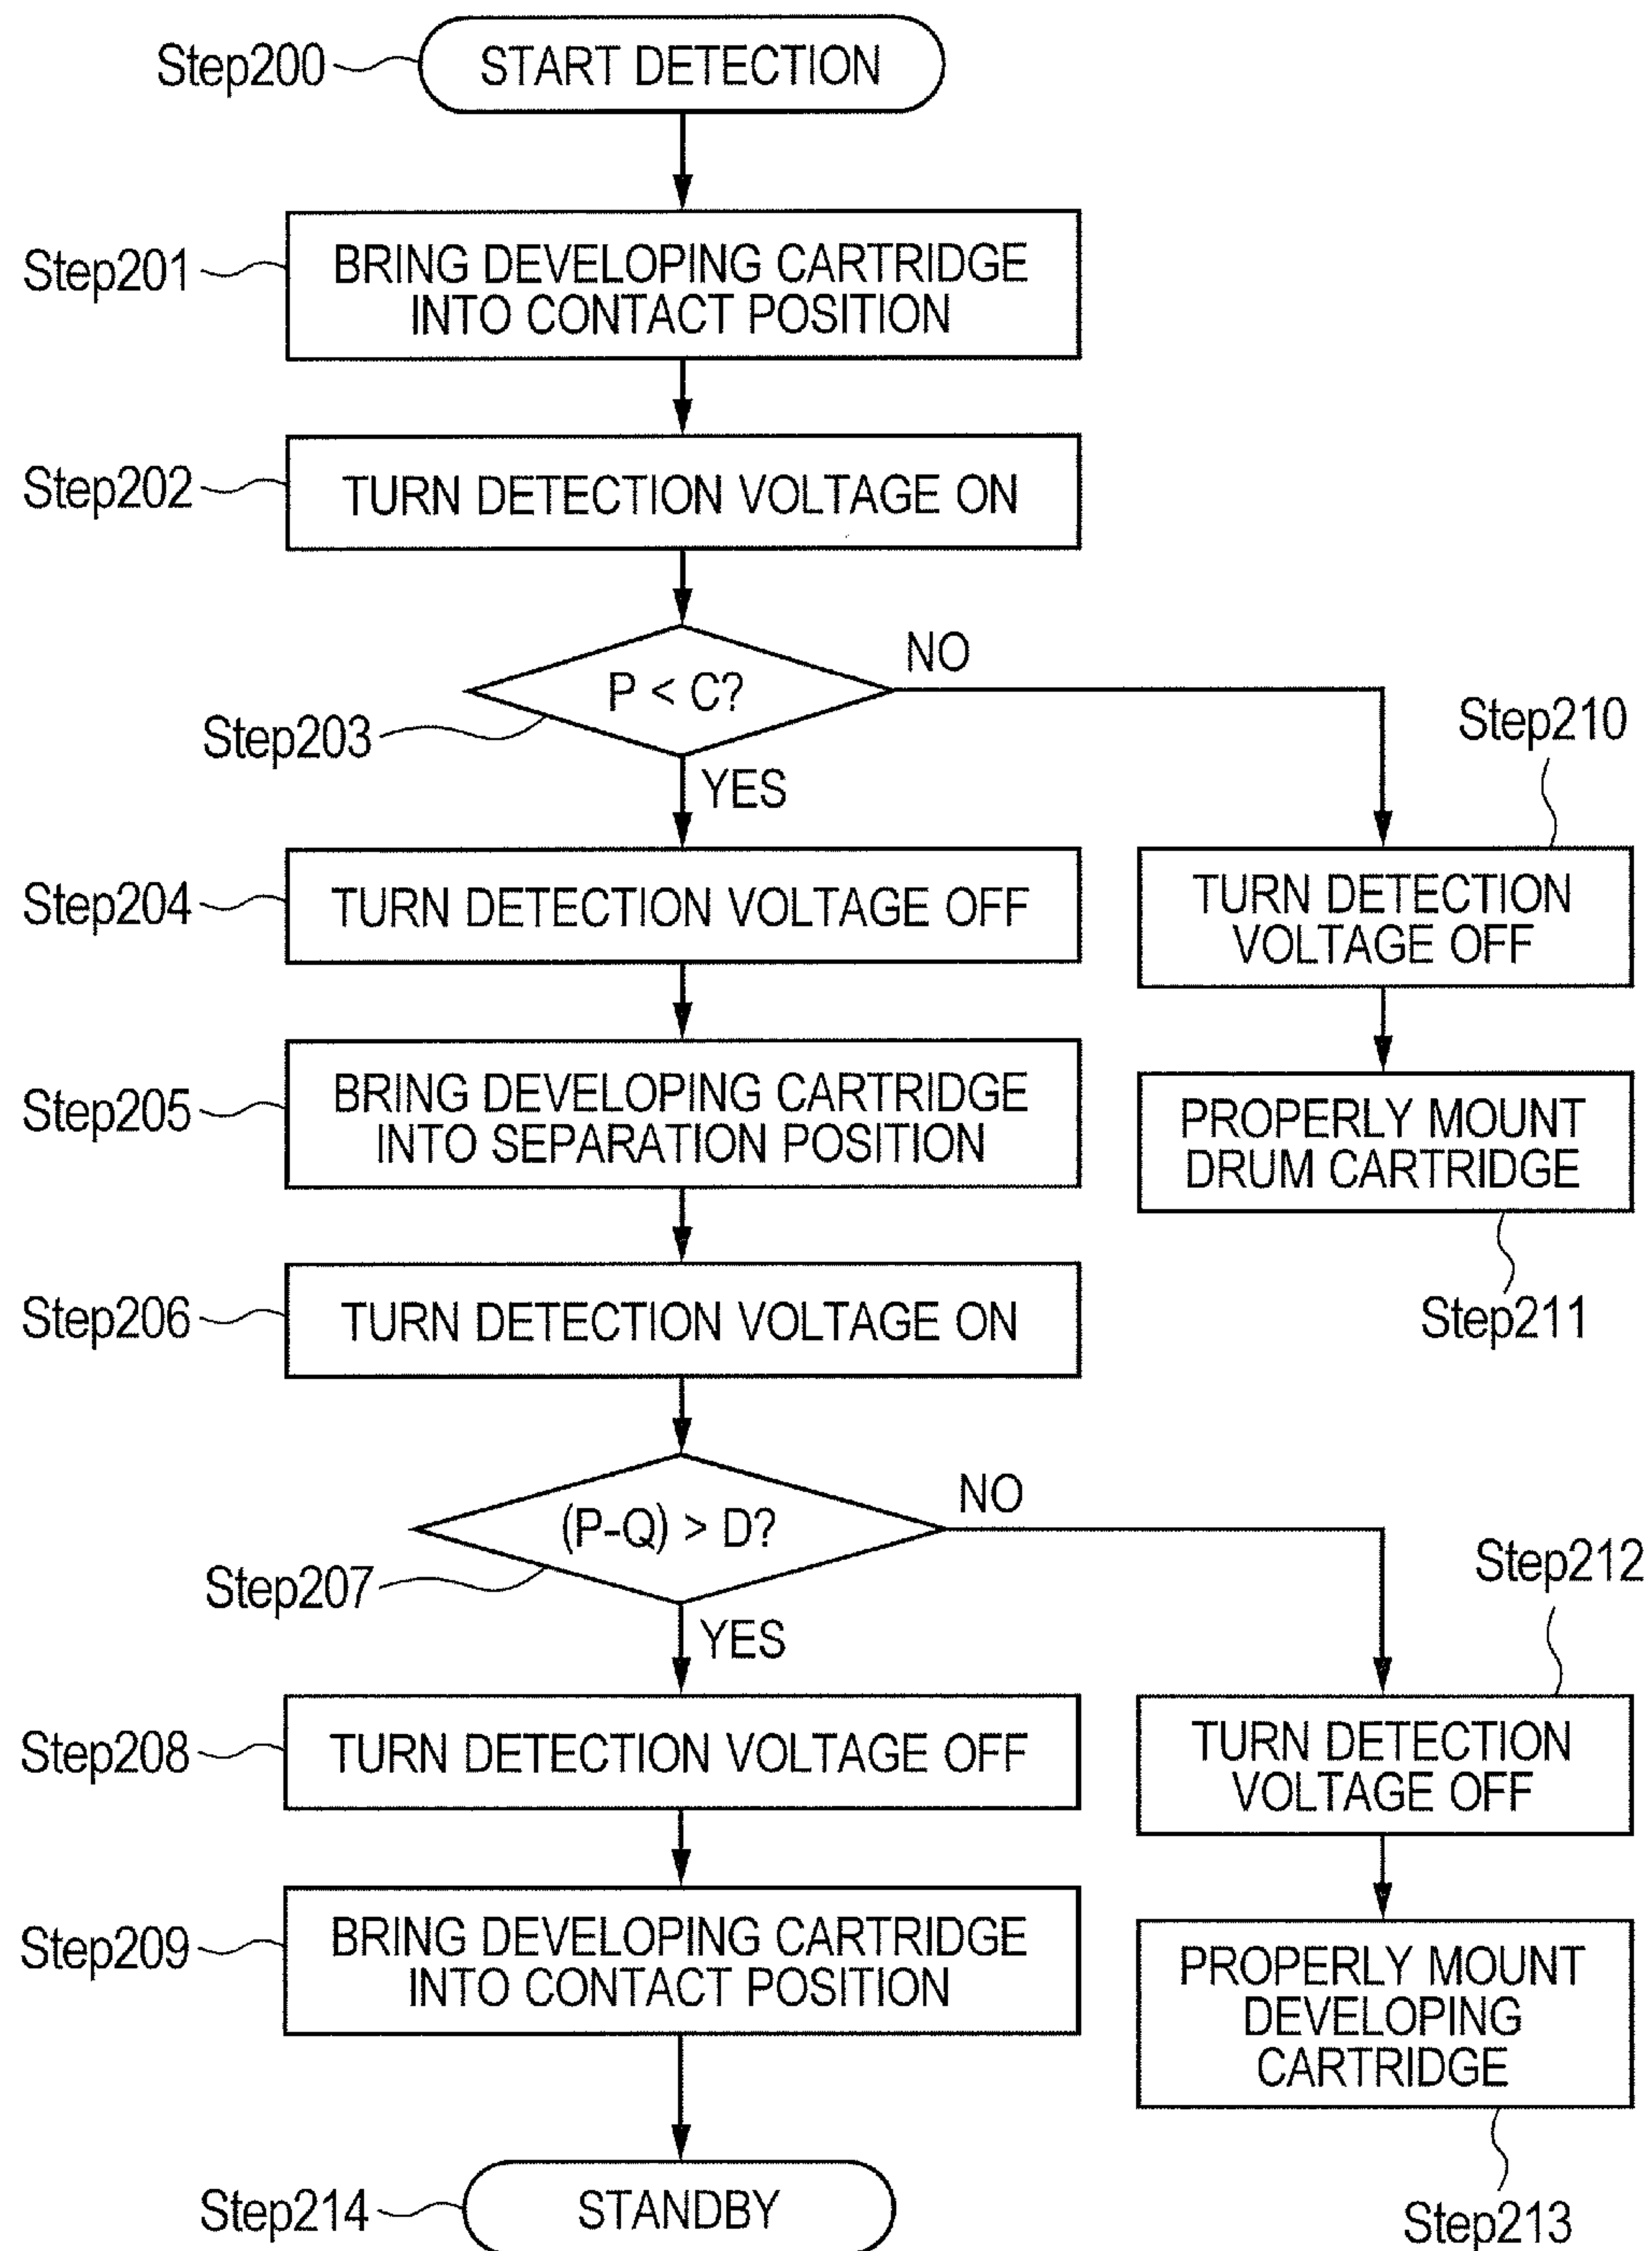 Step200
START DETECTION
Step201
BRING DEVELOPING CARTRIDGE
INTO CONTACT POSITION
Step202
TURN DETECTION VOLTAGE ON
P < C?
NO
Step203
YES
Step210
Step204
TURN DETECTION VOLTAGE OFF
TURN DETECTION
VOLTAGE OFF
Step205
BRING DEVELOPING CARTRIDGE
INTO SEPARATION POSITION
PROPERLY MOUNT
DRUM CARTRIDGE
Step211
Step206
TURN DETECTION VOLTAGE ON
(P-Q) > D?
NO
Step207
YES
Step212
Step208
TURN DETECTION VOLTAGE OFF
TURN DETECTION
VOLTAGE OFF
Step209
BRING DEVELOPING CARTRIDGE
INTO CONTACT POSITION
PROPERLY MOUNT
DEVELOPING
CARTRIDGE
Step213
Step214
STANDBY